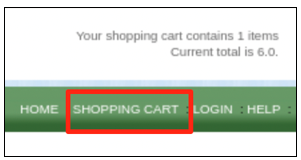 Your shopping cart contains 1 items
Current total is 6.0.
HOME : SHOPPING CART : LOGIN : HELP :